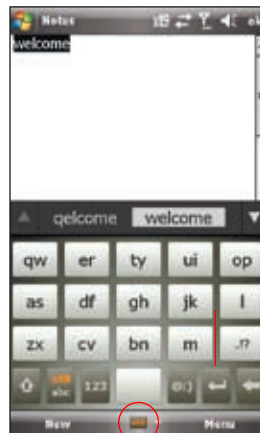 Notes ok
welcome
qelcome welcome
qw er ty ui op
as df gh jk l
zx cv bn m .,!?
abc 123 @:)
New Menu